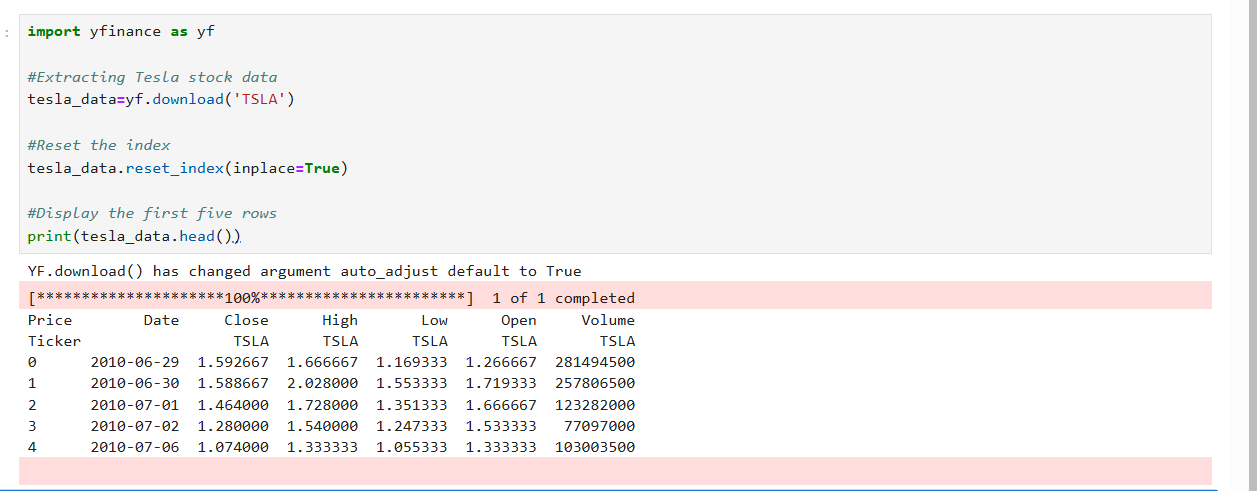 :
import yfinance as yf
#Extracting Tesla stock data
tesla_data=yf.download('TSLA')
#Reset the index
tesla_data.reset_index(inplace=True)
#Display the first five rows
print(tesla_data.head())
YF.download() has changed argument auto_adjust default to True
[*********************100%***********************]  1 of 1 completed
Price        Date     Close      High       Low      Open     Volume
Ticker                 TSLA      TSLA      TSLA      TSLA       TSLA
0      2010-06-29  1.592667  1.666667  1.169333  1.266667  281494500
1      2010-06-30  1.588667  2.028000  1.553333  1.719333  257806500
2      2010-07-01  1.464000  1.728000  1.351333  1.666667  123282000
3      2010-07-02  1.280000  1.540000  1.247333  1.533333   77097000
4      2010-07-06  1.074000  1.333333  1.055333  1.333333  103003500